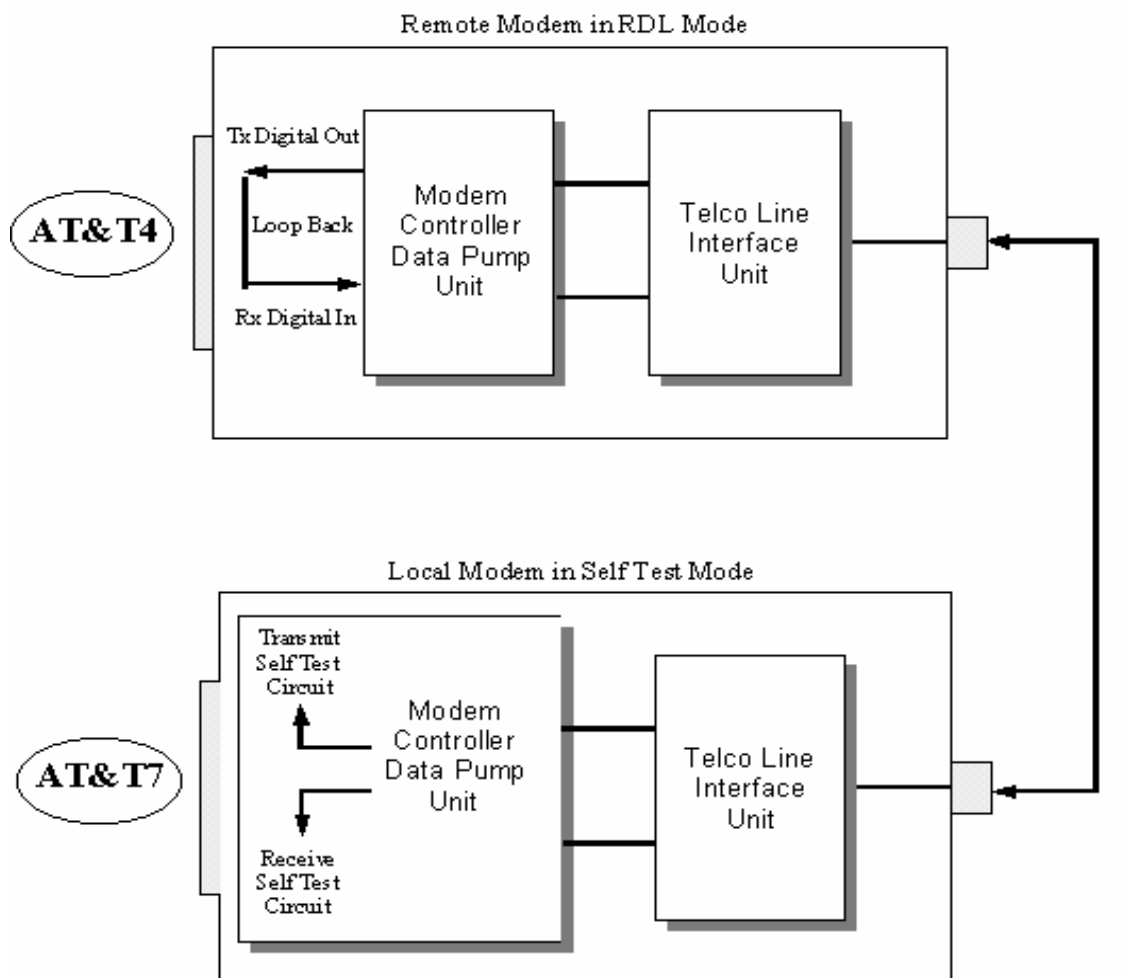 Remote Modem in RDL Mode
Tx Digital Out
AT&T4
Loop Back
Rx Digital In
Modem
Controller
Data Pump
Unit
Telco Line
Interface
Unit
Local Modem in Self Test Mode
Transmit
Self Test
Circuit
AT&T7
Modem
Controller
Data Pump
Unit
Receive
Self Test
Circuit
Telco Line
Interface
Unit